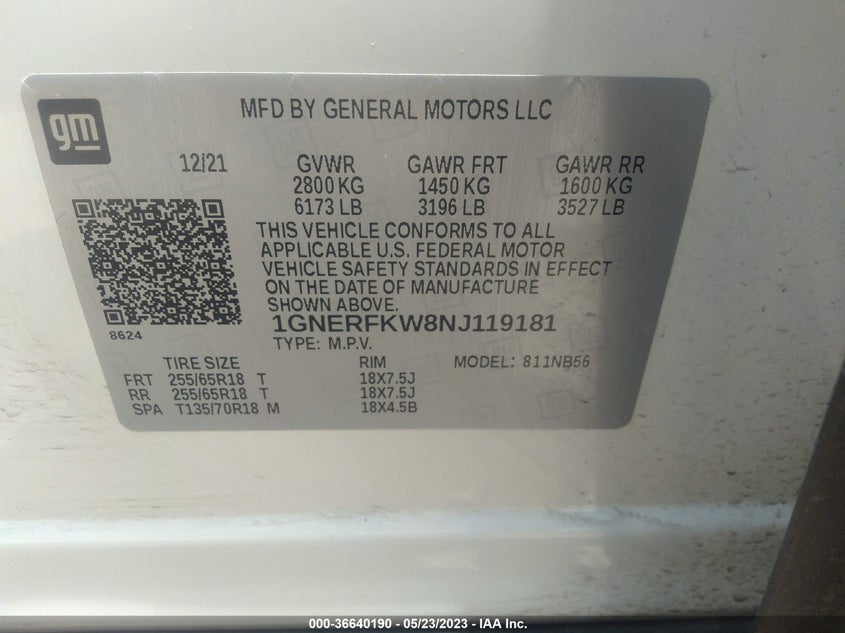 gm
MFD BY GENERAL MOTORS LLC
12/21 GVWR GAWR FRT GAWR RR
2800 KG 1450 KG 1600 KG
6173 LB 3196 LB 3527 LB
THIS VEHICLE CONFORMS TO ALL
APPLICABLE U.S. FEDERAL MOTOR
VEHICLE SAFETY STANDARDS IN EFFECT
ON THE DATE OF MANUFACTURE
SHOWN ABOVE.
8624
1GNERFKW8NJ119181
TYPE: M.P.V.
TIRE SIZE RIM MODEL: 811NB56
FRT 255/65R18 T 18X7.5J
RR 255/65R18 T 18X7.5J
SPA T135/70R18 M 18X4.5B
000-36640190 - 05/23/2023 - IAA Inc.